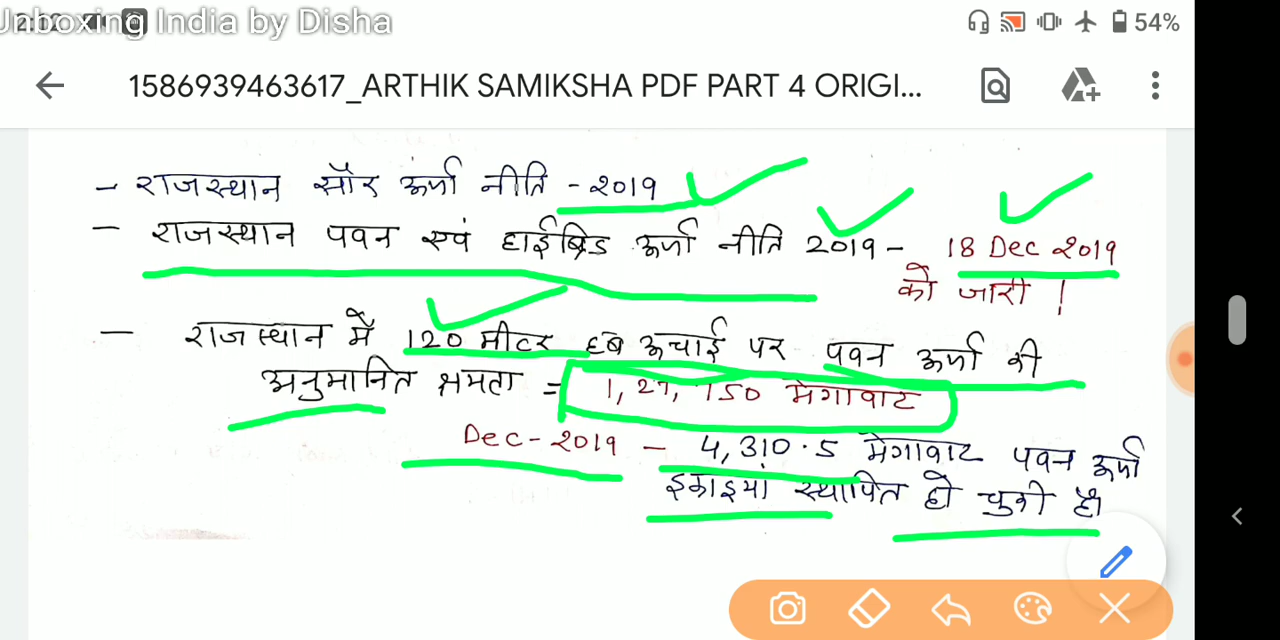 Unboxing India by Disha
54%
1586939463617_ARTHIK SAMIKSHA PDF PART 4 ORIGI...
- राजस्थान सौर ऊर्जा नीति - 2019
- राजस्थान पवन एवं हाईब्रिड ऊर्जा नीति 2019 - 18 Dec 2019
को जारी !
- राजस्थान में 120 मीटर हब ऊचाई पर पवन ऊर्जा की
अनुमानित क्षमता = 1,27,750 मेगावाट
Dec - 2019 - 4,310.5 मेगावाट पवन ऊर्जा
इकाइयां स्थापित हो चुकी है।